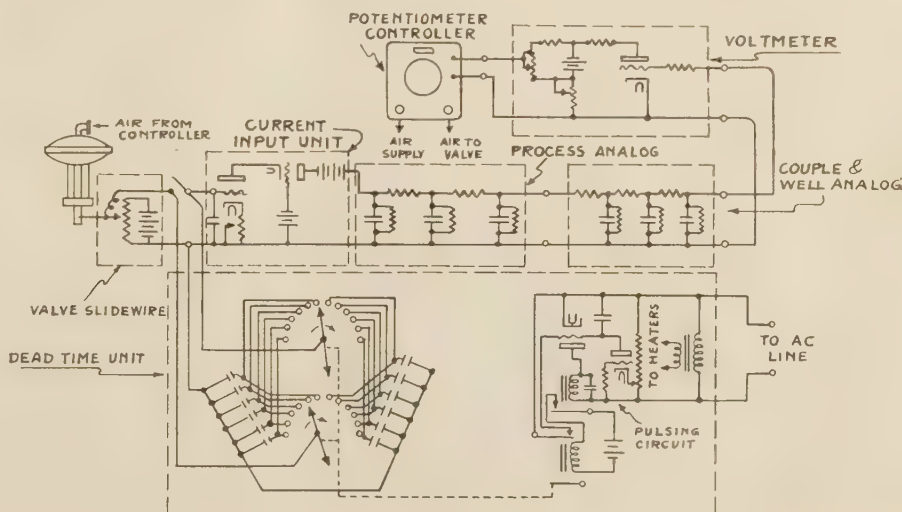 POTENTIOMETER
CONTROLLER
VOLTMETER
AIR FROM
CONTROLLER
CURRENT
INPUT UNIT
AIR
SUPPLY
AIR TO
VALVE
PROCESS ANALOG
COUPLE &
WELL ANALOG
VALVE SLIDEWIRE
DEAD TIME UNIT
TO HEATERS
TO AC
LINE
PULSING
CIRCUIT